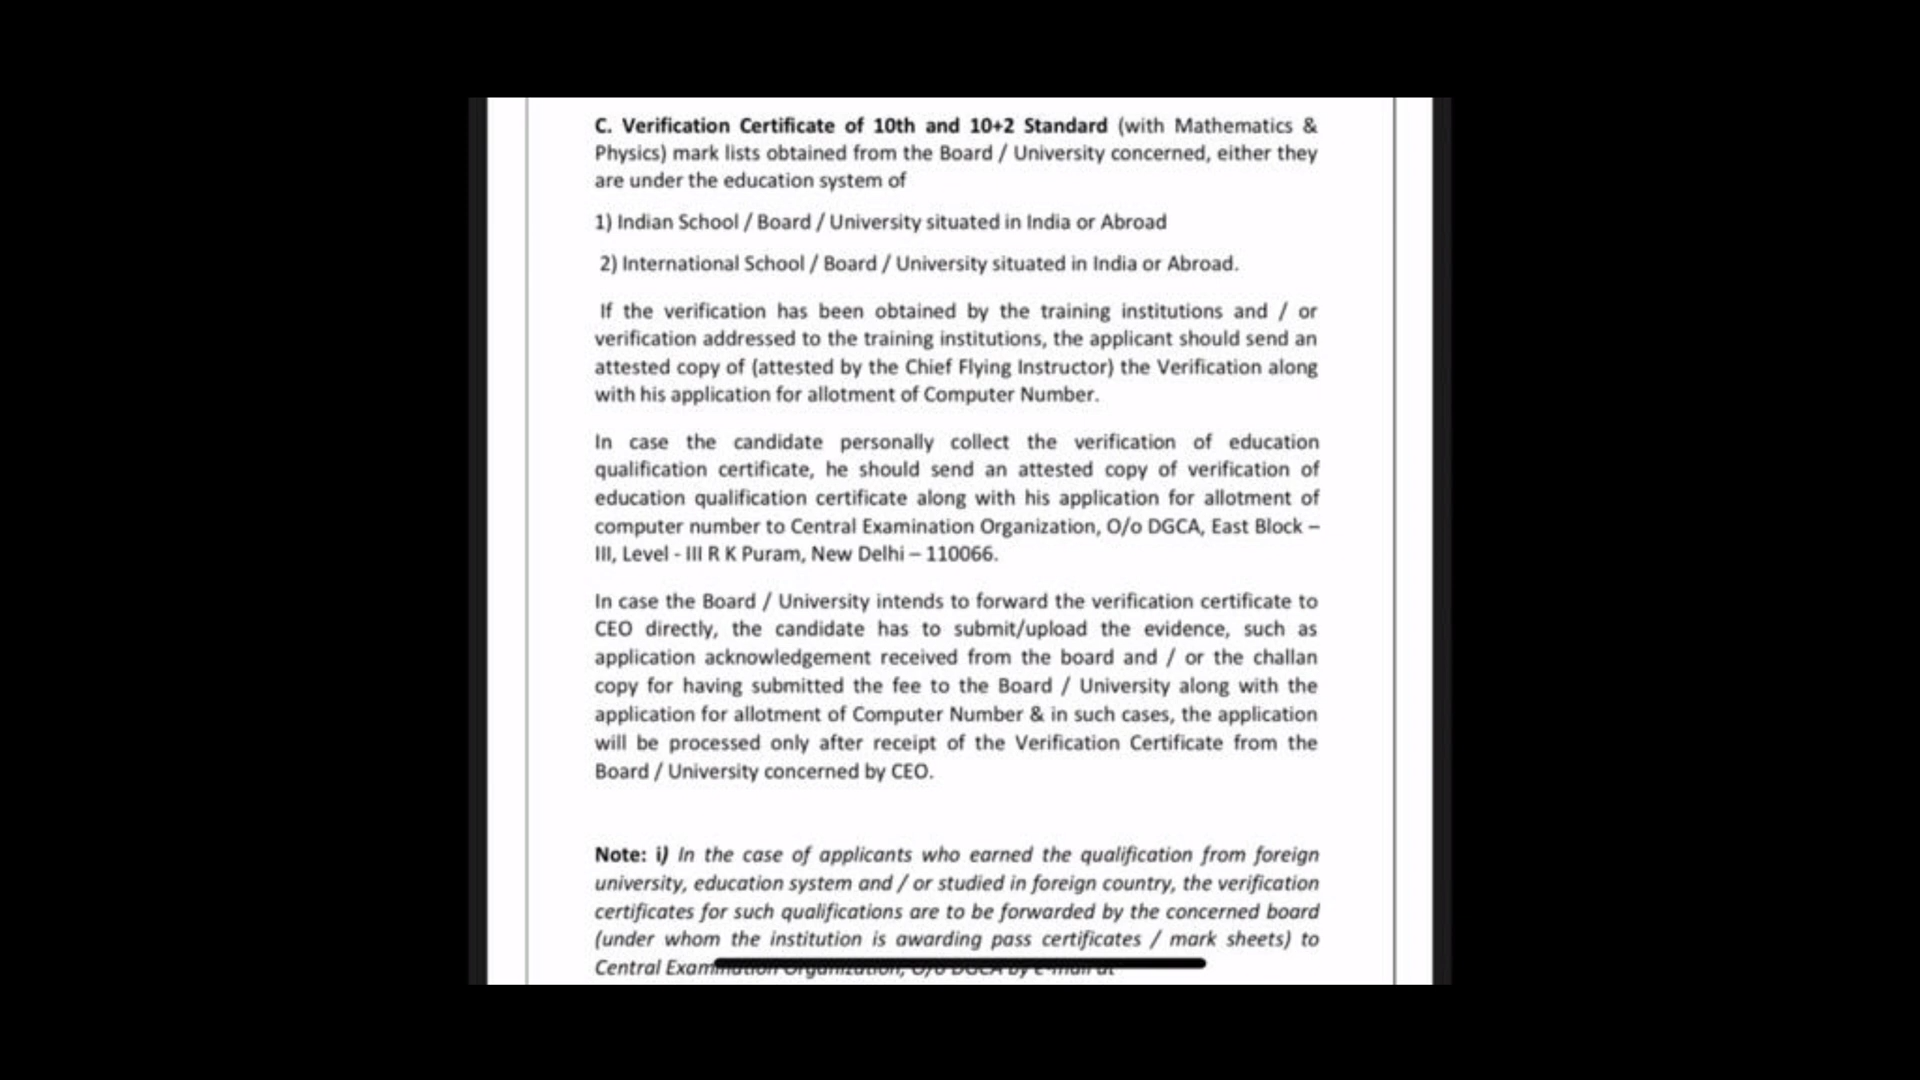 C. Verification Certificate of 10th and 10+2 Standard (with Mathematics &
Physics) mark lists obtained from the Board / University concerned, either they
are under the education system of
1) Indian School / Board / University situated in India or Abroad
2) International School / Board / University situated in India or Abroad.
If the verification has been obtained by the training institutions and / or
verification addressed to the training institutions, the applicant should send an
attested copy of (attested by the Chief Flying Instructor) the Verification along
with his application for allotment of Computer Number.
In case the candidate personally collect the verification of education
qualification certificate, he should send an attested copy of verification of
education qualification certificate along with his application for allotment of
computer number to Central Examination Organization, O/o DGCA, East Block –
III, Level - III R K Puram, New Delhi – 110066.
In case the Board / University intends to forward the verification certificate to
CEO directly, the candidate has to submit/upload the evidence, such as
application acknowledgement received from the board and / or the challan
copy for having submitted the fee to the Board / University along with the
application for allotment of Computer Number & in such cases, the application
will be processed only after receipt of the Verification Certificate from the
Board / University concerned by CEO.
Note: i) In the case of applicants who earned the qualification from foreign
university, education system and / or studied in foreign country, the verification
certificates for such qualifications are to be forwarded by the concerned board
(under whom the institution is awarding pass certificates / mark sheets) to
Central Examination Organization, O/o DGCA by e-mail at